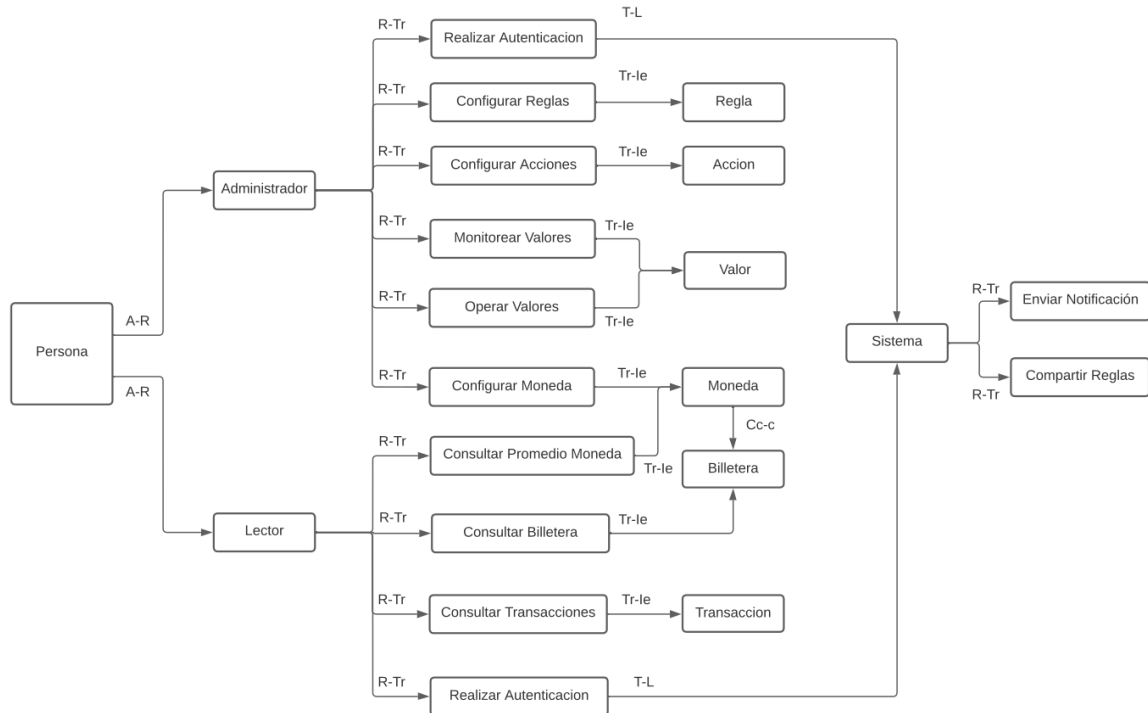 R-Tr
Realizar Autenticacion
T-L
R-Tr
Configurar Reglas
Tr-Ie
Regla
R-Tr
Configurar Acciones
Tr-Ie
Accion
Administrador
R-Tr
Monitorear Valores
Tr-Ie
Valor
R-Tr
Operar Valores
Tr-Ie
Persona
A-R
A-R
Sistema
R-Tr
Enviar Notificación
R-Tr
Compartir Reglas
R-Tr
Configurar Moneda
Tr-Ie
Moneda
Cc-c
R-Tr
Consultar Promedio Moneda
Tr-Ie
Billetera
Lector
R-Tr
Consultar Billetera
Tr-Ie
R-Tr
Consultar Transacciones
Tr-Ie
Transaccion
R-Tr
Realizar Autenticacion
T-L